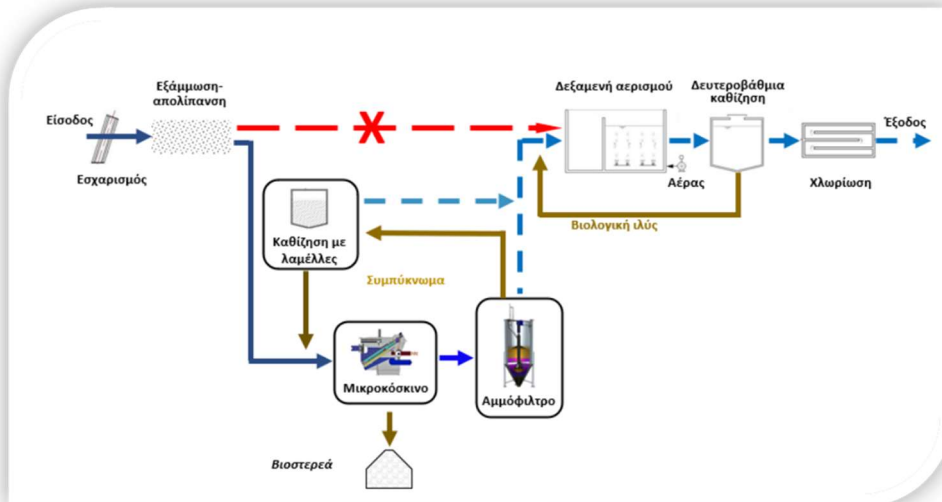 Εξάμμωση-
απολίπανση
Είσοδος
Εσχαρισμός
Δεξαμενή αερισμού
Δευτεροβάθμια
καθίζηση
Έξοδος
Αέρας
Χλωρίωση
Βιολογική ιλύς
Καθίζηση με
λαμέλλες
Συμπύκνωμα
Μικροκόσκινο
Αμμόφιλτρο
Βιοστερεά